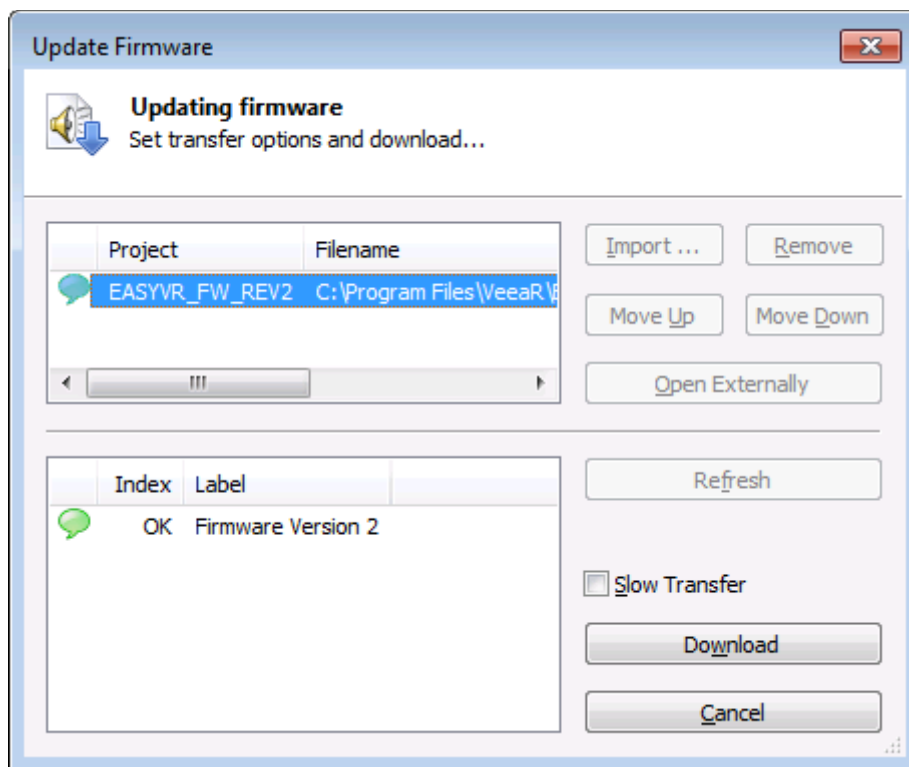 Update Firmware
Updating firmware
Set transfer options and download...
Project Filename
EASYVR_FW_REV2 C:\Program Files\VeeaR\
Import ...
Remove
Move Up
Move Down
Open Externally
Index Label
OK Firmware Version 2
Refresh
Slow Transfer
Download
Cancel